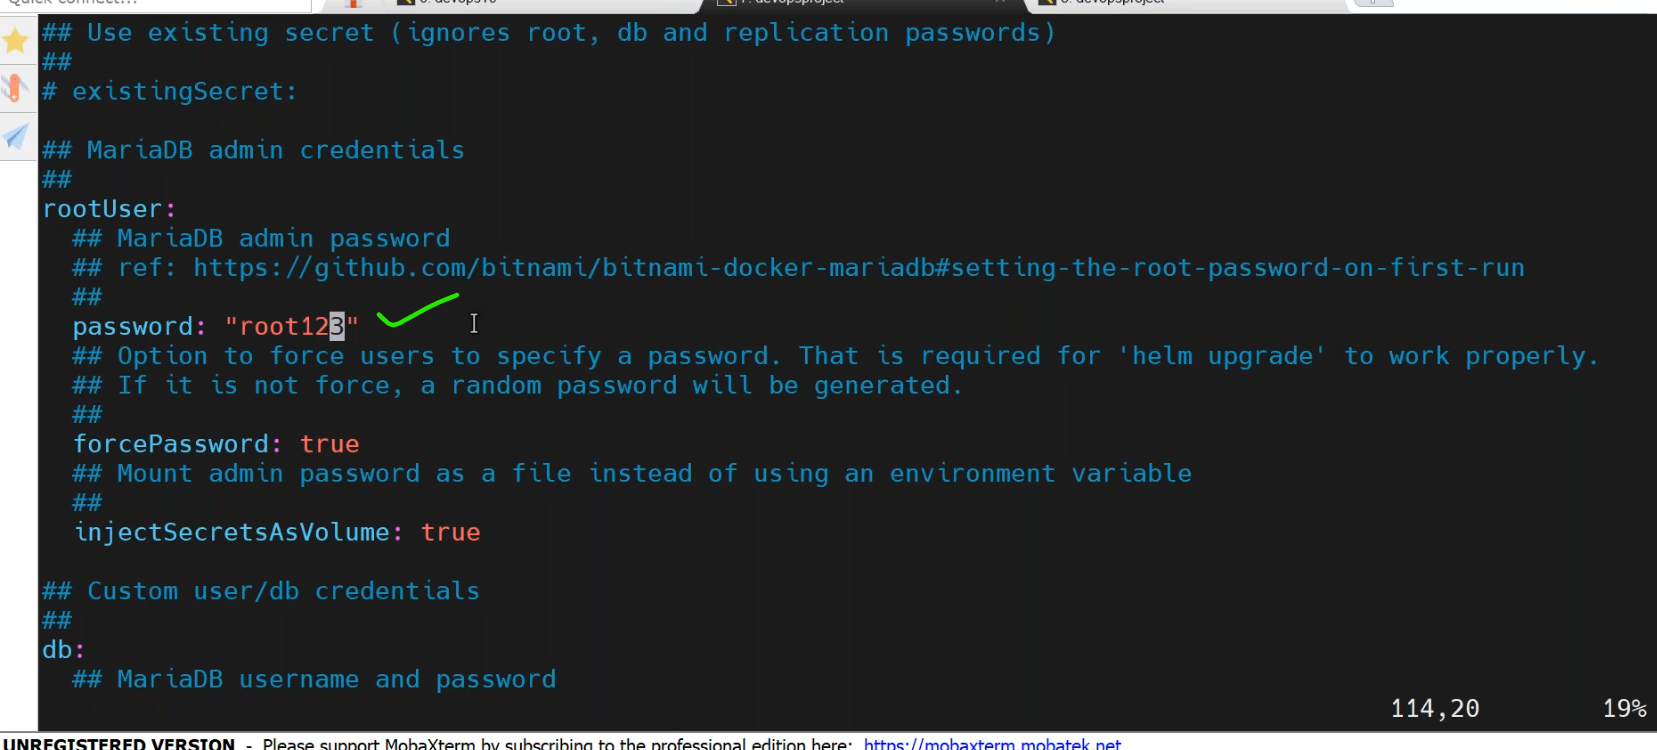 Quick connect...
## Use existing secret (ignores root, db and replication passwords)
##
# existingSecret:
## MariaDB admin credentials
##
rootUser:
## MariaDB admin password
## ref: https://github.com/bitnami/bitnami-docker-mariadb#setting-the-root-password-on-first-run
##
password: "root123"
## Option to force users to specify a password. That is required for 'helm upgrade' to work properly.
## If it is not force, a random password will be generated.
##
forcePassword: true
## Mount admin password as a file instead of using an environment variable
##
injectSecretsAsVolume: true
## Custom user/db credentials
##
db:
## MariaDB username and password
114,20 19%
UNREGISTERED VERSION - Please support MobaXterm by subscribing to the professional edition here: https://mobaxterm.mobatek.net